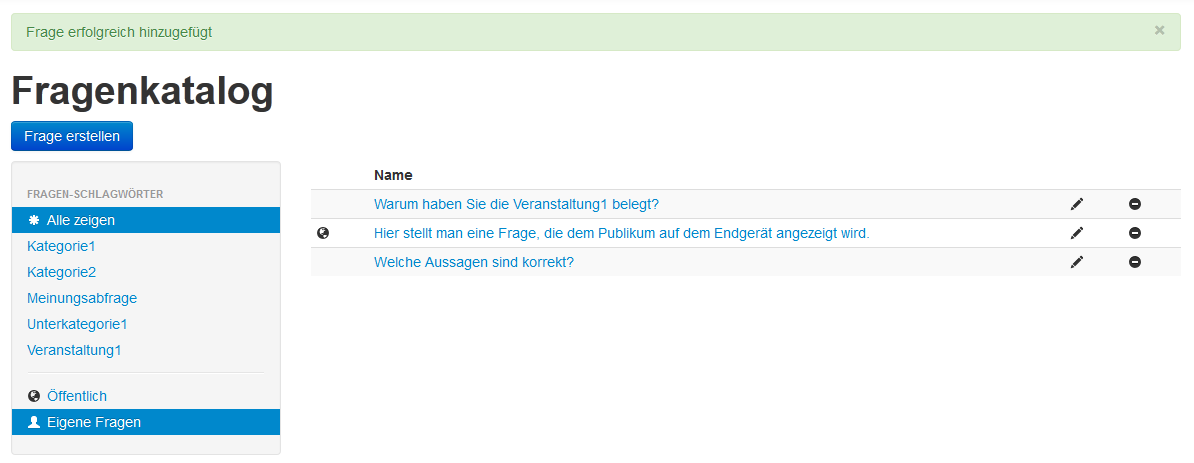 Frage erfolgreich hinzugefügt
×
Fragenkatalog
Frage erstellen
FRAGEN-SCHLAGWÖRTER
Alle zeigen
Kategorie1
Kategorie2
Meinungsabfrage
Unterkategorie1
Veranstaltung1
Öffentlich
Eigene Fragen
Name
Warum haben Sie die Veranstaltung1 belegt?
Hier stellt man eine Frage, die dem Publikum auf dem Endgerät angezeigt wird.
Welche Aussagen sind korrekt?